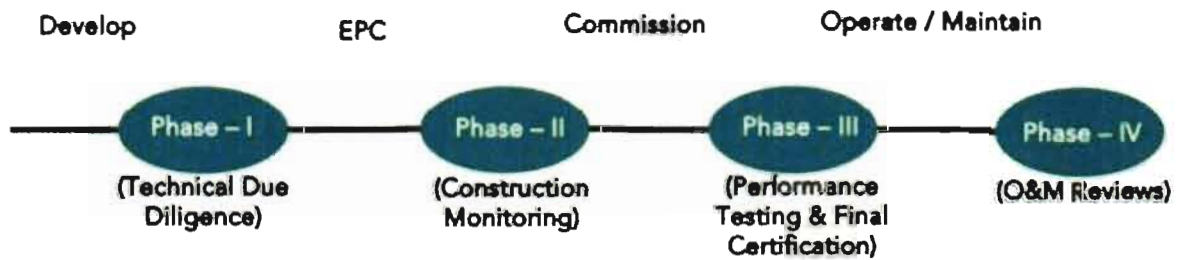 Develop
EPC
Commission
Operate / Maintain
Phase – I
Phase – II
Phase – III
Phase – IV
(Technical Due
Diligence)
(Construction
Monitoring)
(Performance
Testing & Final
Certification)
(O&M Reviews)